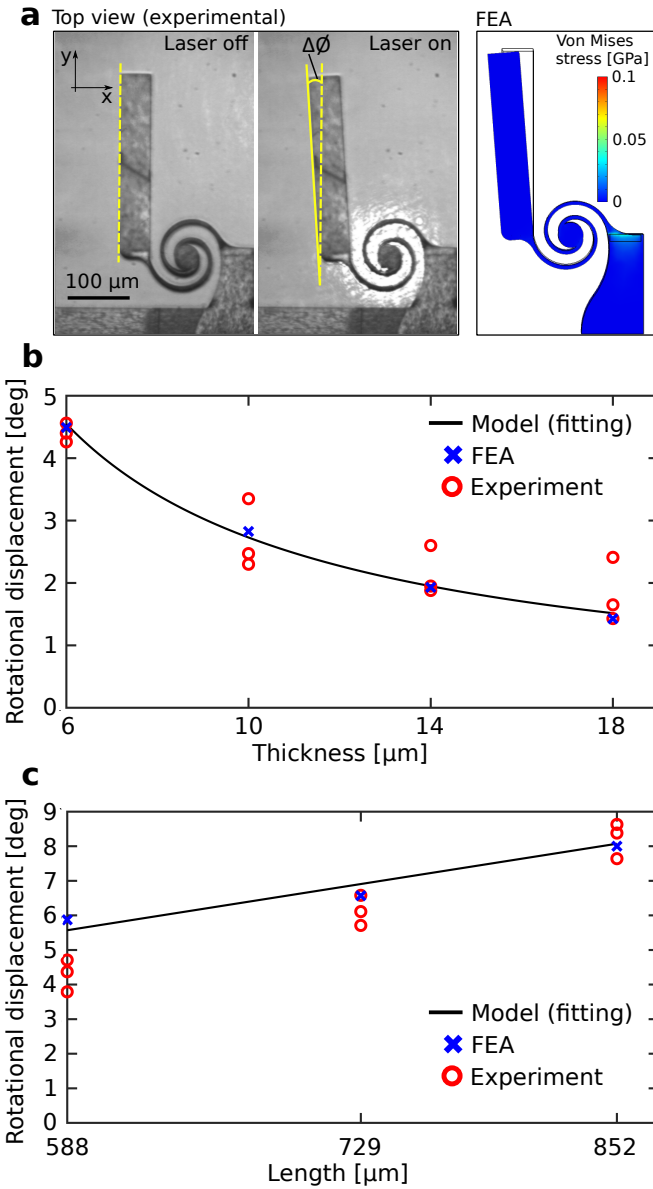 a
Top view (experimental)
FEA
Laser off
ΔØ
Laser on
Von Mises
stress [GPa]
y
x
0.1
0.05
0
100 µm
b
5
4
3
2
1
0
Rotational displacement [deg]
Model (fitting)
FEA
Experiment
6
10
14
18
Thickness [µm]
c
9
8
7
6
5
4
3
2
1
0
Rotational displacement [deg]
Model (fitting)
FEA
Experiment
588
729
852
Length [µm]